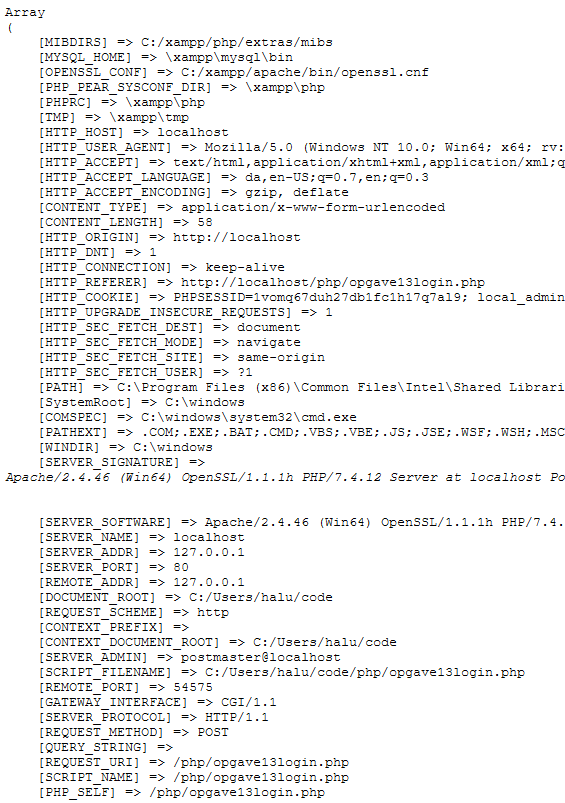 Array
(
[MIBDIRS] => C:/xampp/php/extras/mibs
[MYSQL_HOME] => \xampp\mysql\bin
[OPENSSL_CONF] => C:/xampp/apache/bin/openssl.cnf
[PHP_PEAR_SYSCONF_DIR] => \xampp\php
[PHPRC] => \xampp\php
[TMP] => \xampp\tmp
[HTTP_HOST] => localhost
[HTTP_USER_AGENT] => Mozilla/5.0 (Windows NT 10.0; Win64; x64; rv:
[HTTP_ACCEPT] => text/html,application/xhtml+xml,application/xml;q
[HTTP_ACCEPT_LANGUAGE] => da,en-US;q=0.7,en;q=0.3
[HTTP_ACCEPT_ENCODING] => gzip, deflate
[CONTENT_TYPE] => application/x-www-form-urlencoded
[CONTENT_LENGTH] => 58
[HTTP_ORIGIN] => http://localhost
[HTTP_DNT] => 1
[HTTP_CONNECTION] => keep-alive
[HTTP_REFERER] => http://localhost/php/opgave13login.php
[HTTP_COOKIE] => PHPSESSID=1vomq67duh27db1fc1h17q7al9; local_admin
[HTTP_UPGRADE_INSECURE_REQUESTS] => 1
[HTTP_SEC_FETCH_DEST] => document
[HTTP_SEC_FETCH_MODE] => navigate
[HTTP_SEC_FETCH_SITE] => same-origin
[HTTP_SEC_FETCH_USER] => ?1
[PATH] => C:\Program Files (x86)\Common Files\Intel\Shared Librari
[SystemRoot] => C:\windows
[COMSPEC] => C:\windows\system32\cmd.exe
[PATHEXT] => .COM;.EXE;.BAT;.CMD;.VBS;.VBE;.JS;.JSE;.WSF;.WSH;.MSC
[WINDIR] => C:\windows
[SERVER_SIGNATURE] =>
Apache/2.4.46 (Win64) OpenSSL/1.1.1h PHP/7.4.12 Server at localhost Po
[SERVER_SOFTWARE] => Apache/2.4.46 (Win64) OpenSSL/1.1.1h PHP/7.4.
[SERVER_NAME] => localhost
[SERVER_ADDR] => 127.0.0.1
[SERVER_PORT] => 80
[REMOTE_ADDR] => 127.0.0.1
[DOCUMENT_ROOT] => C:/Users/halu/code
[REQUEST_SCHEME] => http
[CONTEXT_PREFIX] =>
[CONTEXT_DOCUMENT_ROOT] => C:/Users/halu/code
[SERVER_ADMIN] => postmaster@localhost
[SCRIPT_FILENAME] => C:/Users/halu/code/php/opgave13login.php
[REMOTE_PORT] => 54575
[GATEWAY_INTERFACE] => CGI/1.1
[SERVER_PROTOCOL] => HTTP/1.1
[REQUEST_METHOD] => POST
[QUERY_STRING] =>
[REQUEST_URI] => /php/opgave13login.php
[SCRIPT_NAME] => /php/opgave13login.php
[PHP_SELF] => /php/opgave13login.php